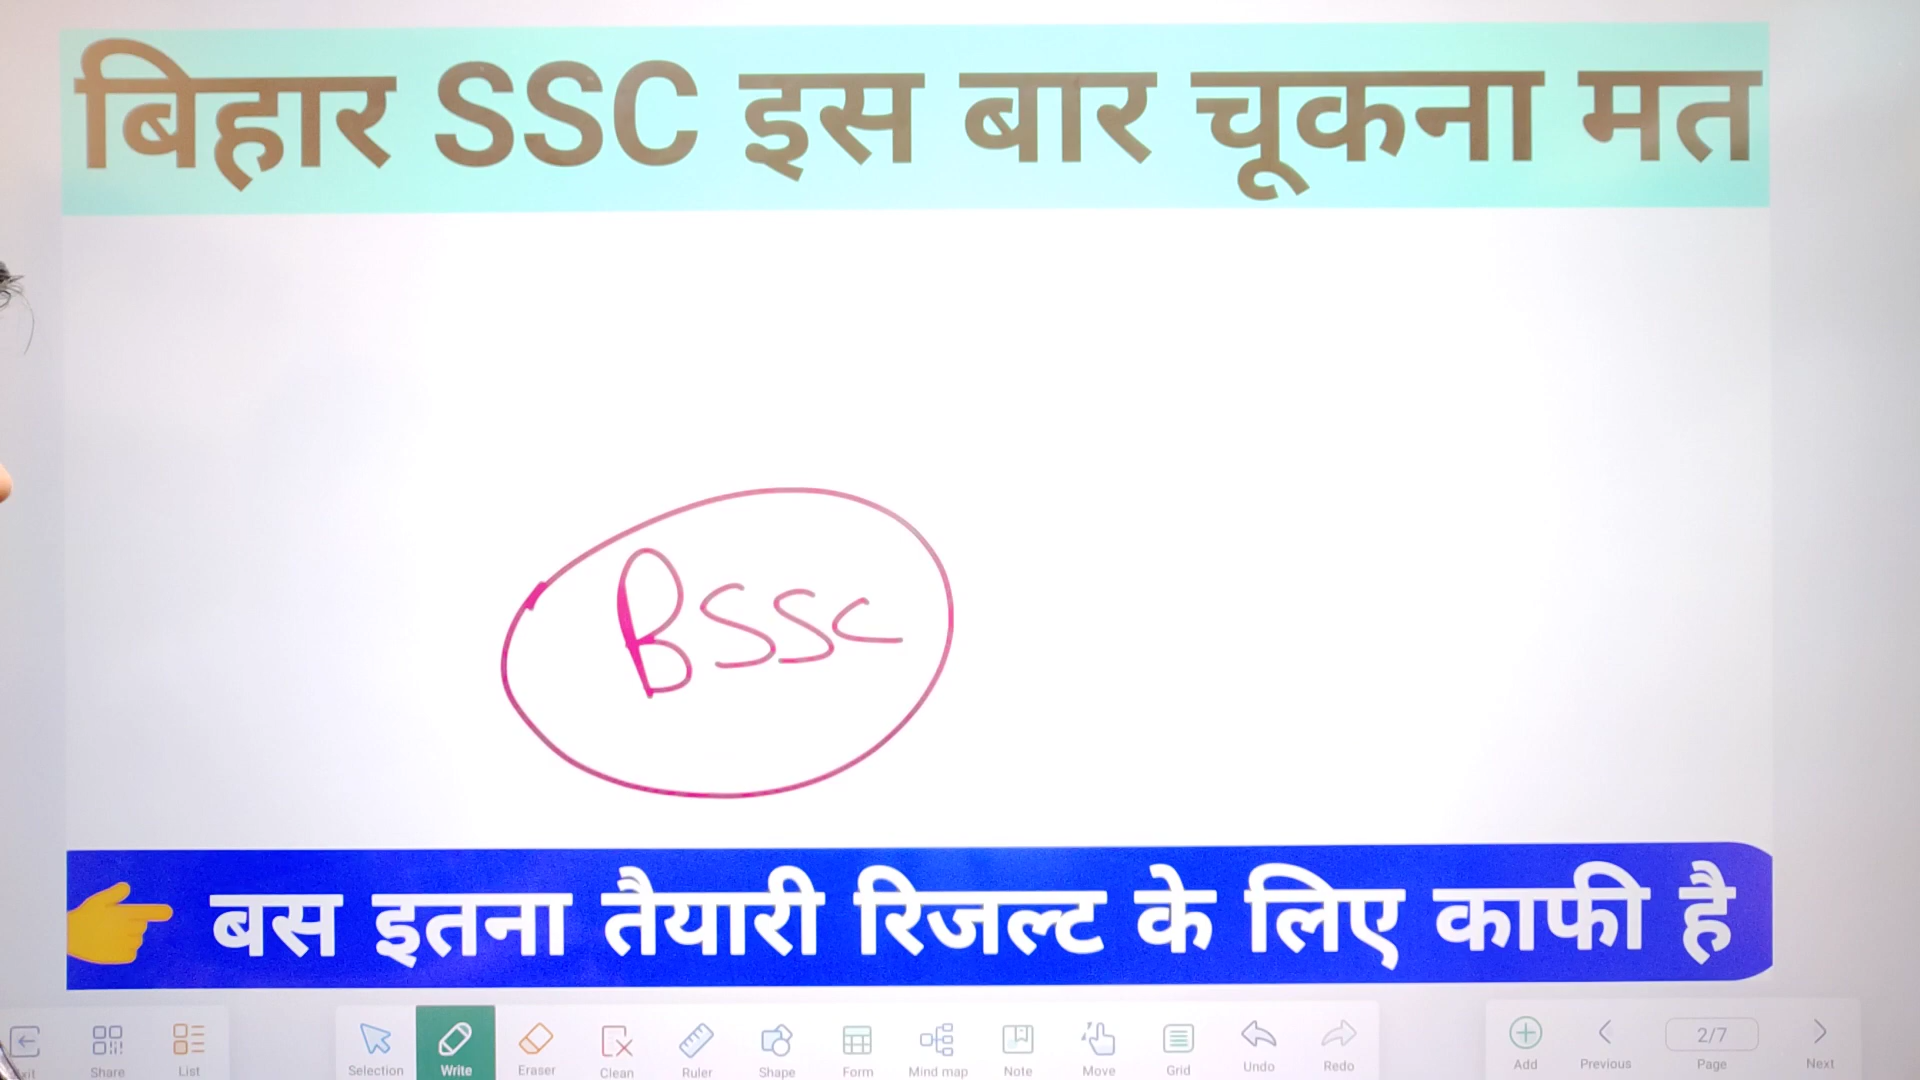 बिहार SSC इस बार चूकना मत
BSSC
👉 बस इतना तैयारी रिजल्ट के लिए काफी है
Share
List
Selection
Write
Eraser
Clean
Ruler
Shape
Form
Mind map
Note
Move
Grid
Undo
Redo
Add
Previous
2/7
Page
Next